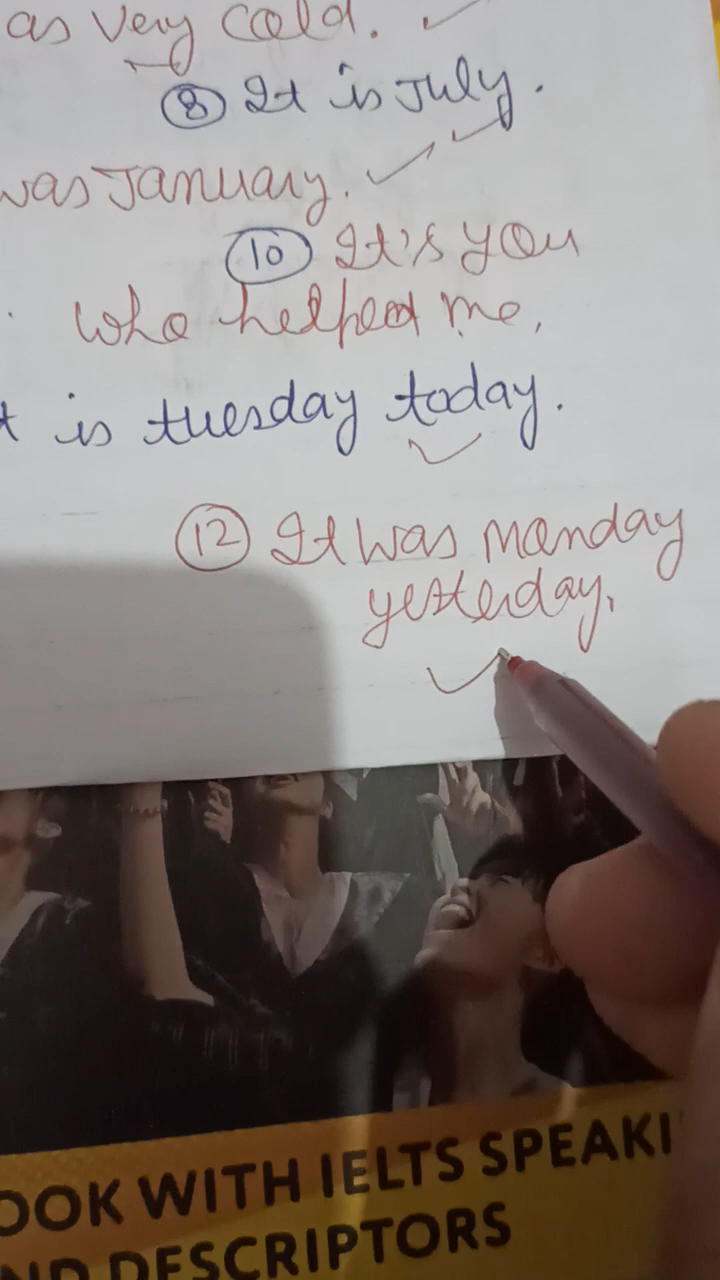 as very cold.
8 It is July.
was January.
10 It's you
who helped me,
t is tuesday today.
12 It was monday
yesterday.
OOK WITH IELTS SPEAKI
ND DESCRIPTORS